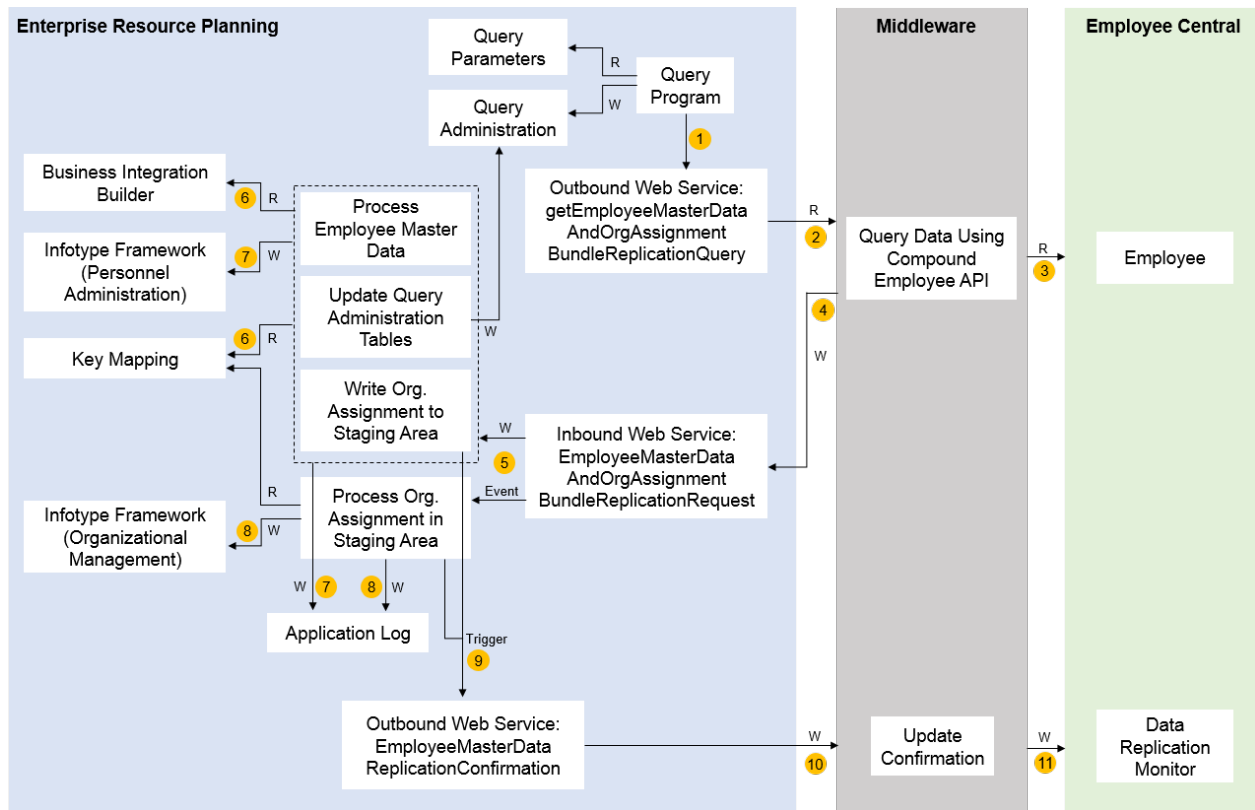 Enterprise Resource Planning
Middleware
Employee Central
Query
Parameters
R
Query
Program
W
Query
Administration
1
Business Integration
Builder
6
R
Process
Employee Master
Data
Outbound Web Service:
getEmployeeMasterData
AndOrgAssignment
BundleReplicationQuery
R
2
Query Data Using
Compound
Employee API
R
3
Employee
Infotype Framework
(Personnel
Administration)
7
W
Update Query
Administration
Tables
W
4
W
6
R
Key Mapping
Write Org.
Assignment to
Staging Area
W
5
Inbound Web Service:
EmployeeMasterData
AndOrgAssignment
BundleReplicationRequest
Event
R
Process Org.
Assignment in
Staging Area
Infotype Framework
(Organizational
Management)
8
W
W
7
8
W
Application Log
Trigger
9
Outbound Web Service:
EmployeeMasterData
ReplicationConfirmation
W
10
Update
Confirmation
W
11
Data
Replication
Monitor